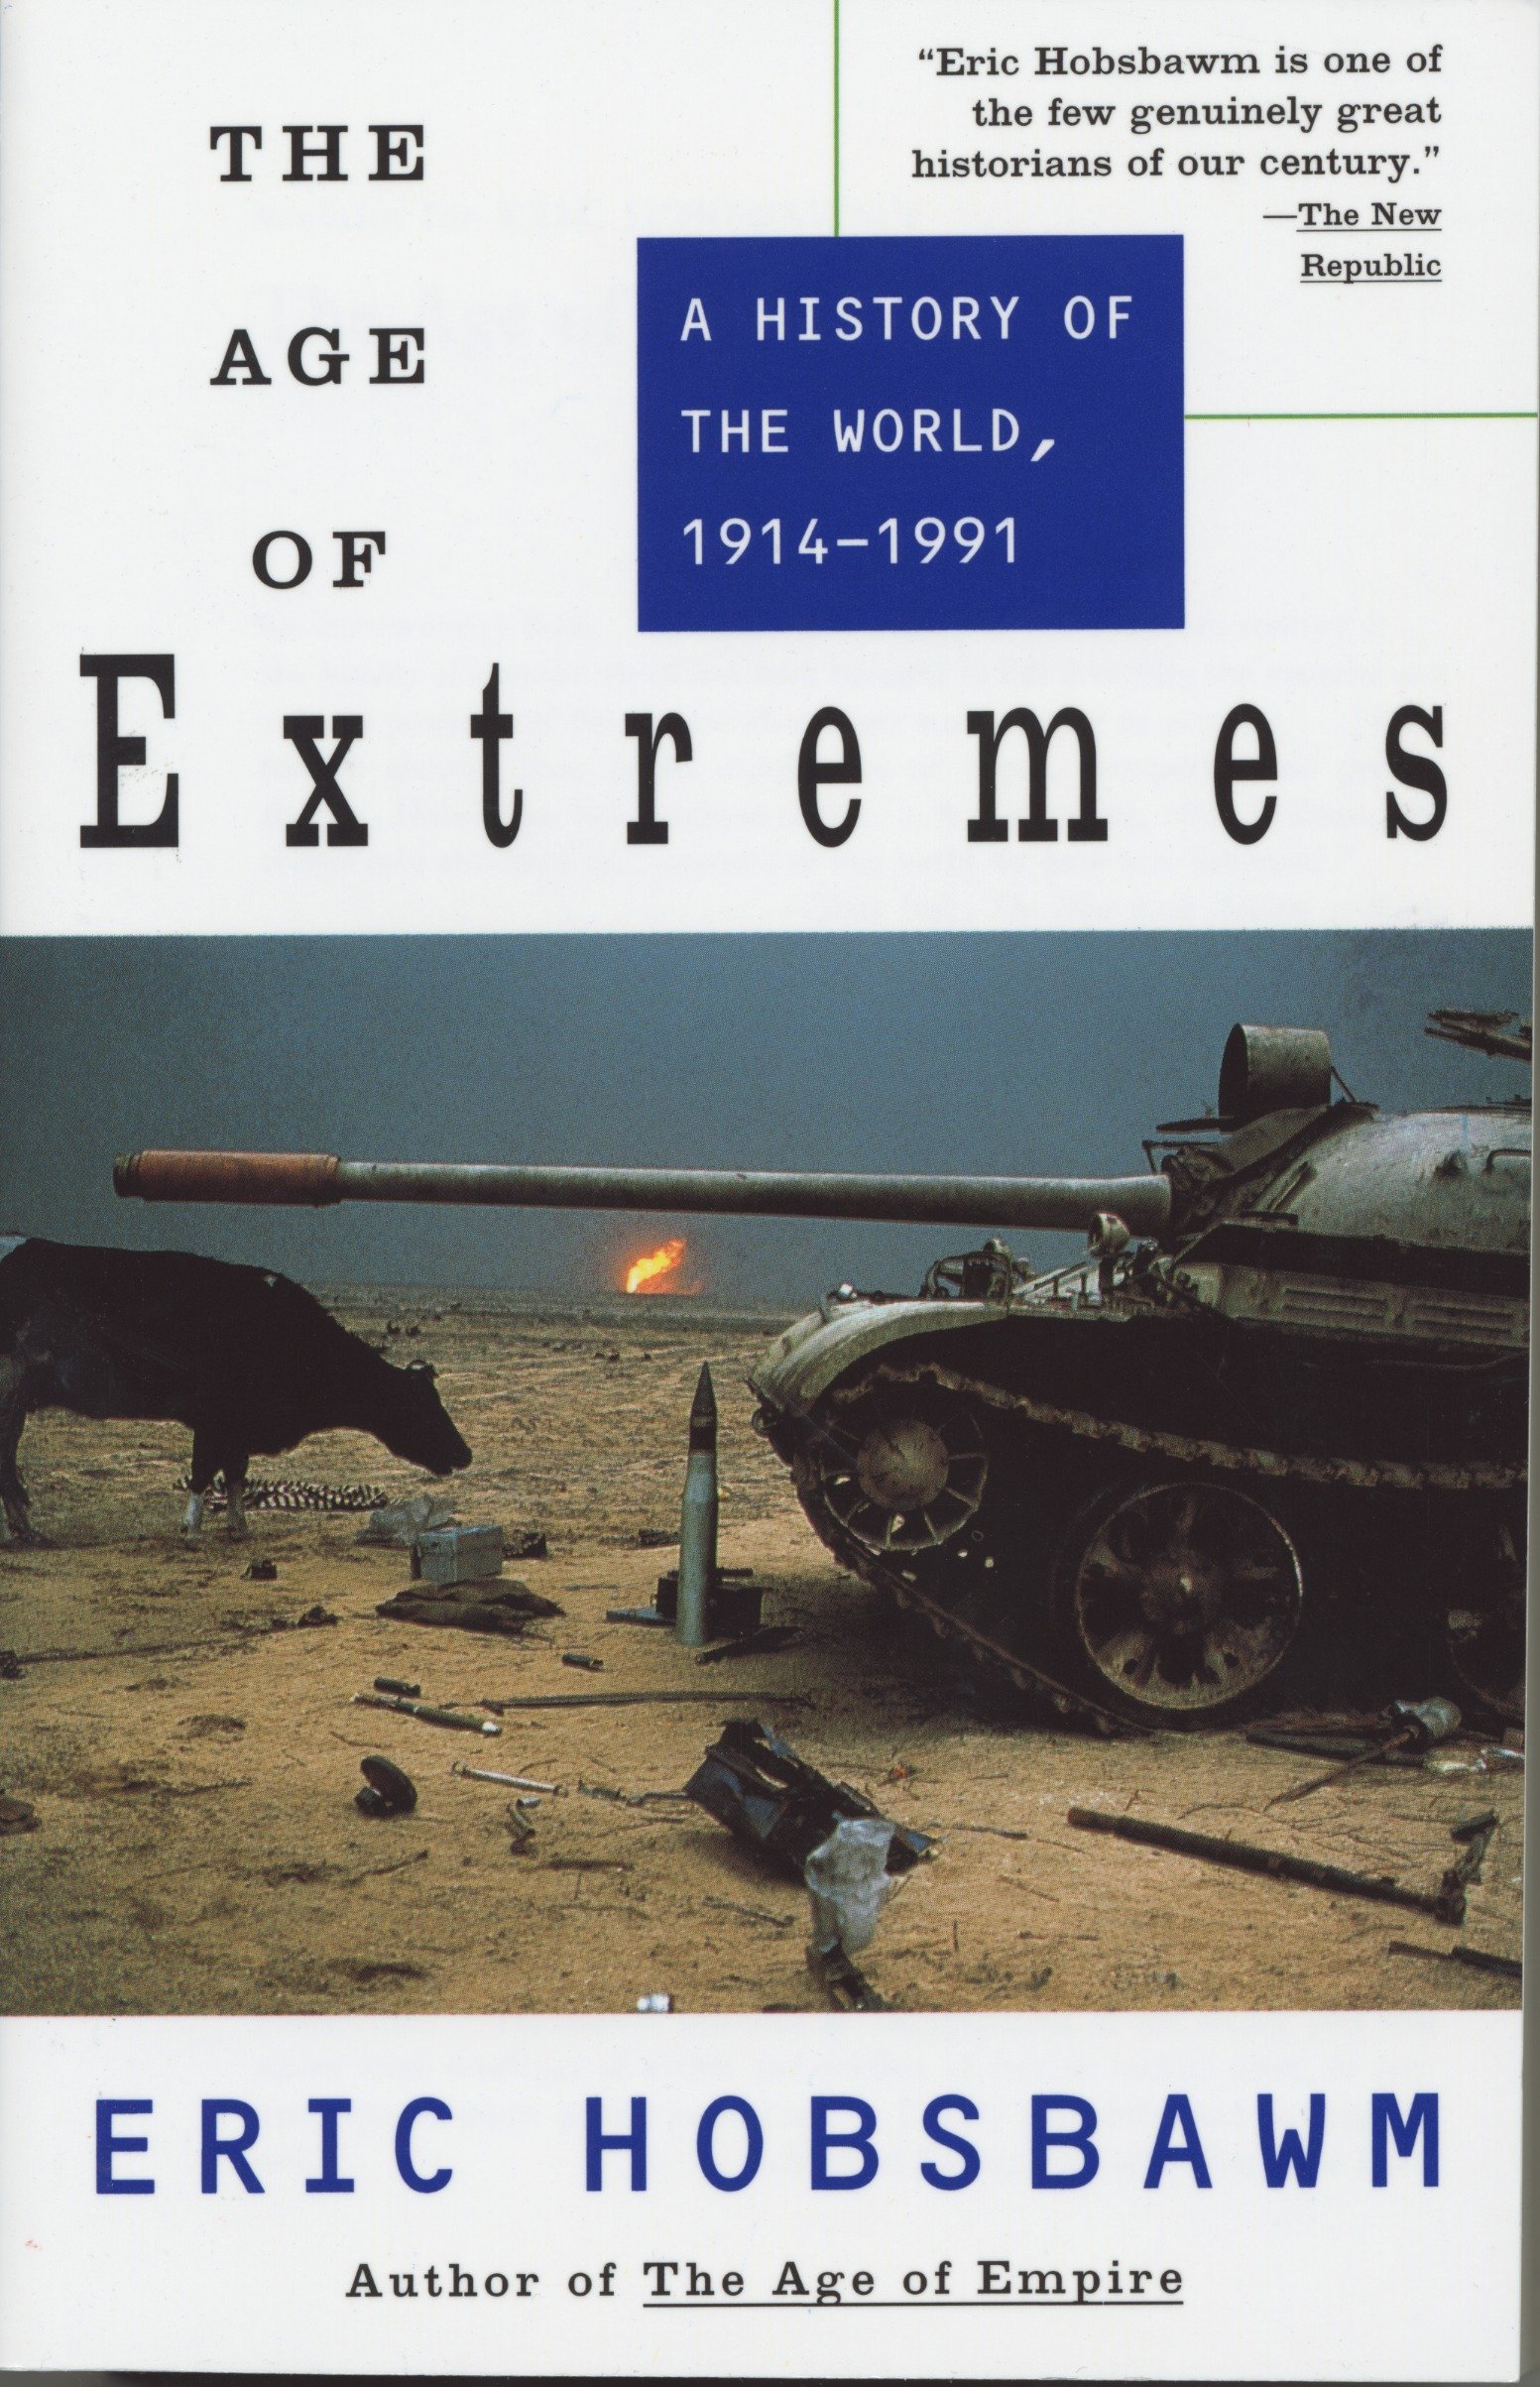 THE
AGE
OF
Extremes
A HISTORY OF
THE WORLD,
1914–1991
“Eric Hobsbawm is one of
the few genuinely great
historians of our century.”
—The New
Republic
ERIC HOBSBAWM
Author of The Age of Empire